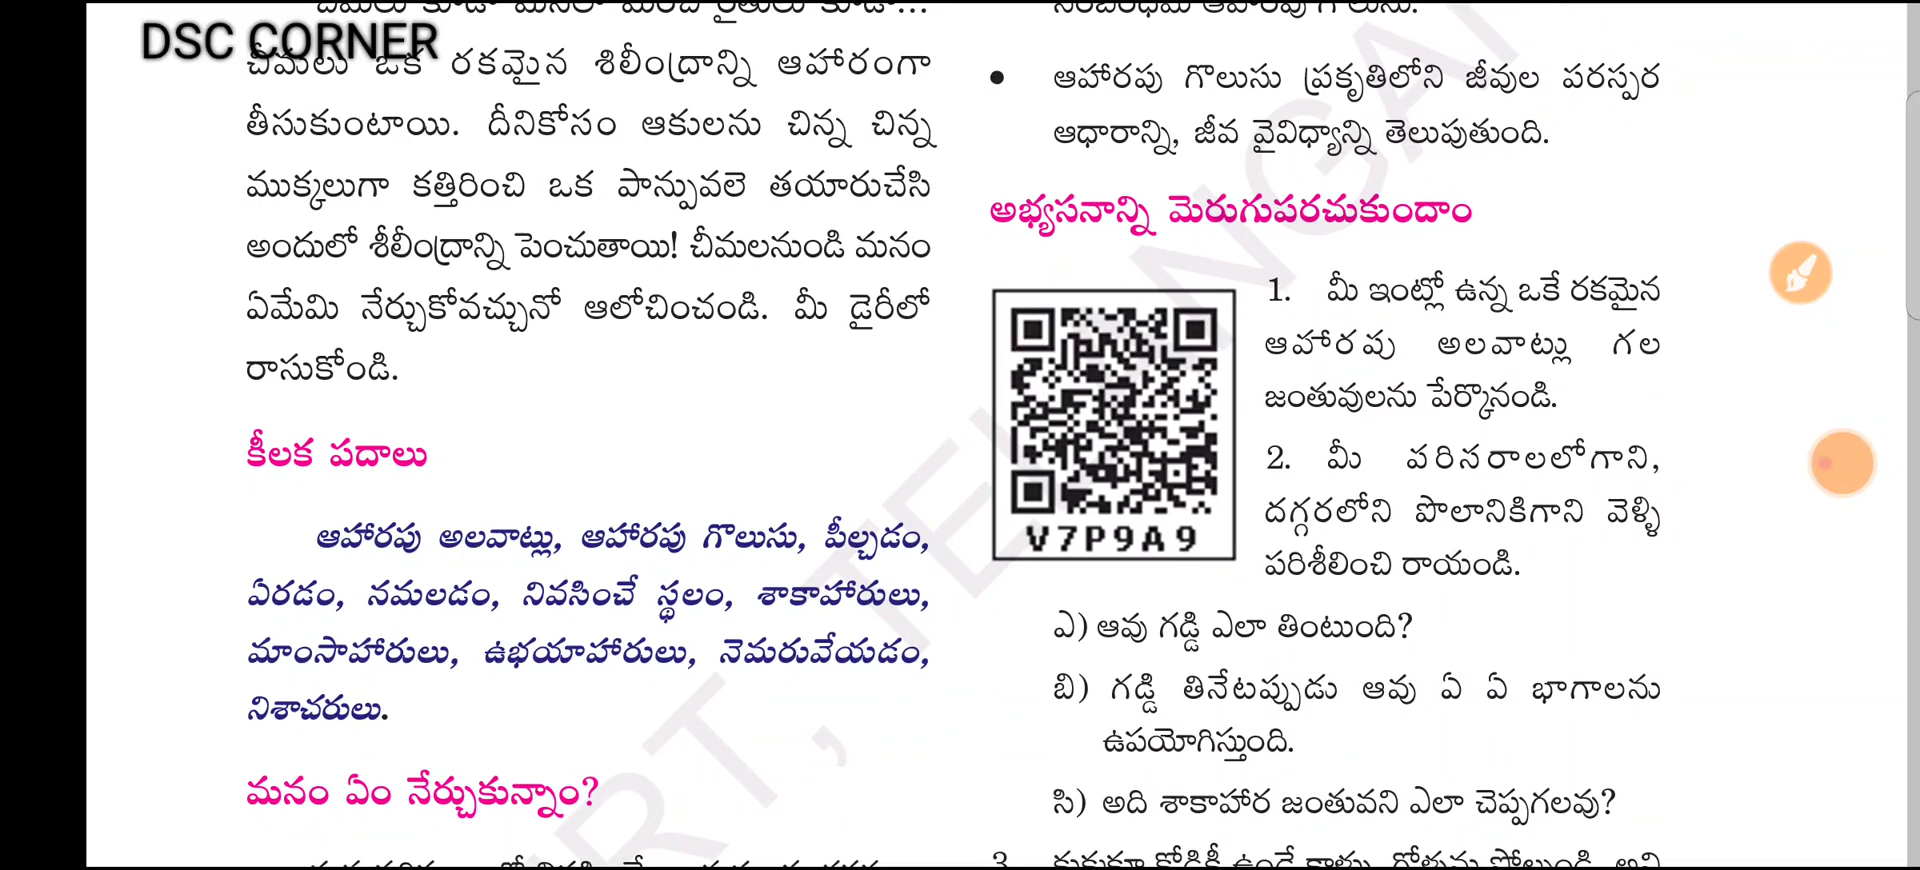 DSC CORNER
చీమలు ఒక రకమైన శిలీంధ్రాన్ని ఆహారంగా
తీసుకుంటాయి. దీనికోసం ఆకులను చిన్న చిన్న
ముక్కలుగా కత్తిరించి ఒక పాన్పువలె తయారుచేసి
అందులో శీలీంధ్రాన్ని పెంచుతాయి! చీమలనుండి మనం
ఏమేమి నేర్చుకోవచ్చునో ఆలోచించండి. మీ డైరీలో
రాసుకోండి.
కీలక పదాలు
ఆహారపు అలవాట్లు, ఆహారపు గొలుసు, పీల్చడం,
ఏరడం, నమలడం, నివసించే స్థలం, శాకాహారులు,
మాంసాహారులు, ఉభయాహారులు, నెమరువేయడం,
నిశాచరులు.
మనం ఏం నేర్చుకున్నాం?
• ఆహారపు గొలుసు ప్రకృతిలోని జీవుల పరస్పర
ఆధారాన్ని, జీవ వైవిధ్యాన్ని తెలుపుతుంది.
అభ్యసనాన్ని మెరుగుపరచుకుందాం
V7P9A9
1. మీ ఇంట్లో ఉన్న ఒకే రకమైన
ఆహారపు అలవాట్లు గల
జంతువులను పేర్కొనండి.
2. మీ పరిసరాలలోగాని,
దగ్గరలోని పొలానికిగాని వెళ్ళి
పరిశీలించి రాయండి.
ఎ) ఆవు గడ్డి ఎలా తింటుంది?
బి) గడ్డి తినేటప్పుడు ఆవు ఏ ఏ భాగాలను
ఉపయోగిస్తుంది.
సి) అది శాకాహార జంతువని ఎలా చెప్పగలవు?